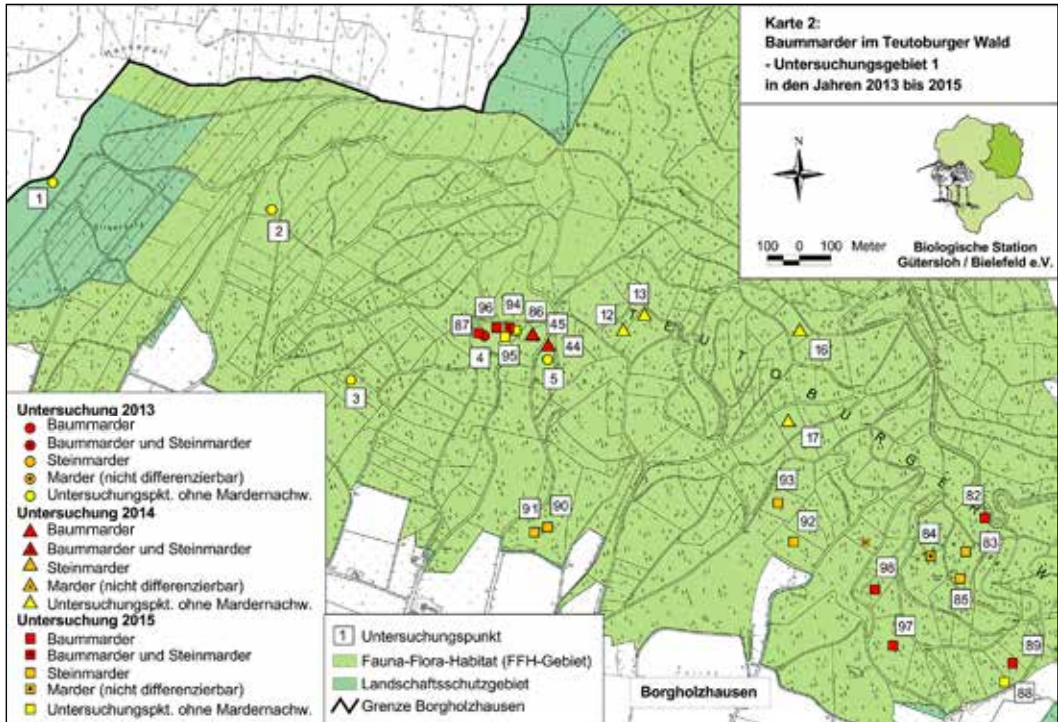 Karte 2:
Baummarder im Teutoburger Wald
- Untersuchungsgebiet 1
in den Jahren 2013 bis 2015
N
100 0 100 Meter
Biologische Station
Gütersloh / Bielefeld e.V.
1
2
3
13
12
16
96 94 86 45
87
4 95 44
5
17
93
92
91 90
82
84
83
98
85
97
89
88
TEUTOBURGER
Borgholzhausen
Untersuchung 2013
Baummarder
Baummarder und Steinmarder
Steinmarder
Marder (nicht differenzierbar)
Untersuchungspkt. ohne Mardernachw.
Untersuchung 2014
Baummarder
Baummarder und Steinmarder
Steinmarder
Marder (nicht differenzierbar)
Untersuchungspkt. ohne Mardernachw.
Untersuchung 2015
Baummarder
Baummarder und Steinmarder
Steinmarder
Marder (nicht differenzierbar)
Untersuchungspkt. ohne Mardernachw.
1 Untersuchungspunkt
Fauna-Flora-Habitat (FFH-Gebiet)
Landschaftsschutzgebiet
Grenze Borgholzhausen